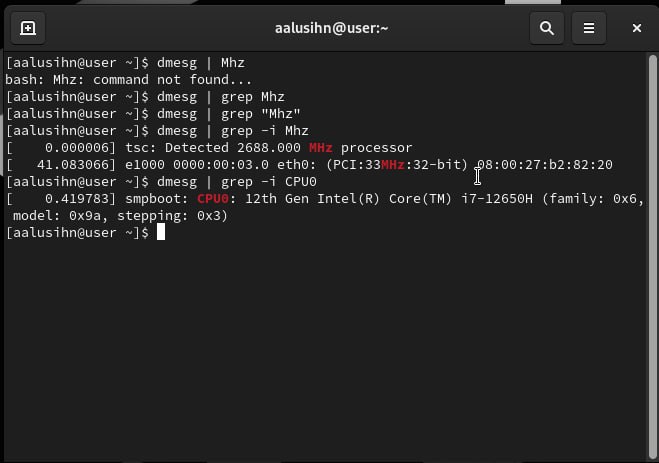 aalusihn@user:~
[aalusihn@user ~]$ dmesg | Mhz
bash: Mhz: command not found...
[aalusihn@user ~]$ dmesg | grep Mhz
[aalusihn@user ~]$ dmesg | grep "Mhz"
[aalusihn@user ~]$ dmesg | grep -i Mhz
[    0.000006] tsc: Detected 2688.000 MHz processor
[   41.083066] e1000 0000:00:03.0 eth0: (PCI:33MHz:32-bit) 08:00:27:b2:82:20
[aalusihn@user ~]$ dmesg | grep -i CPU0
[    0.419783] smpboot: CPU0: 12th Gen Intel(R) Core(TM) i7-12650H (family: 0x6,
 model: 0x9a, stepping: 0x3)
[aalusihn@user ~]$